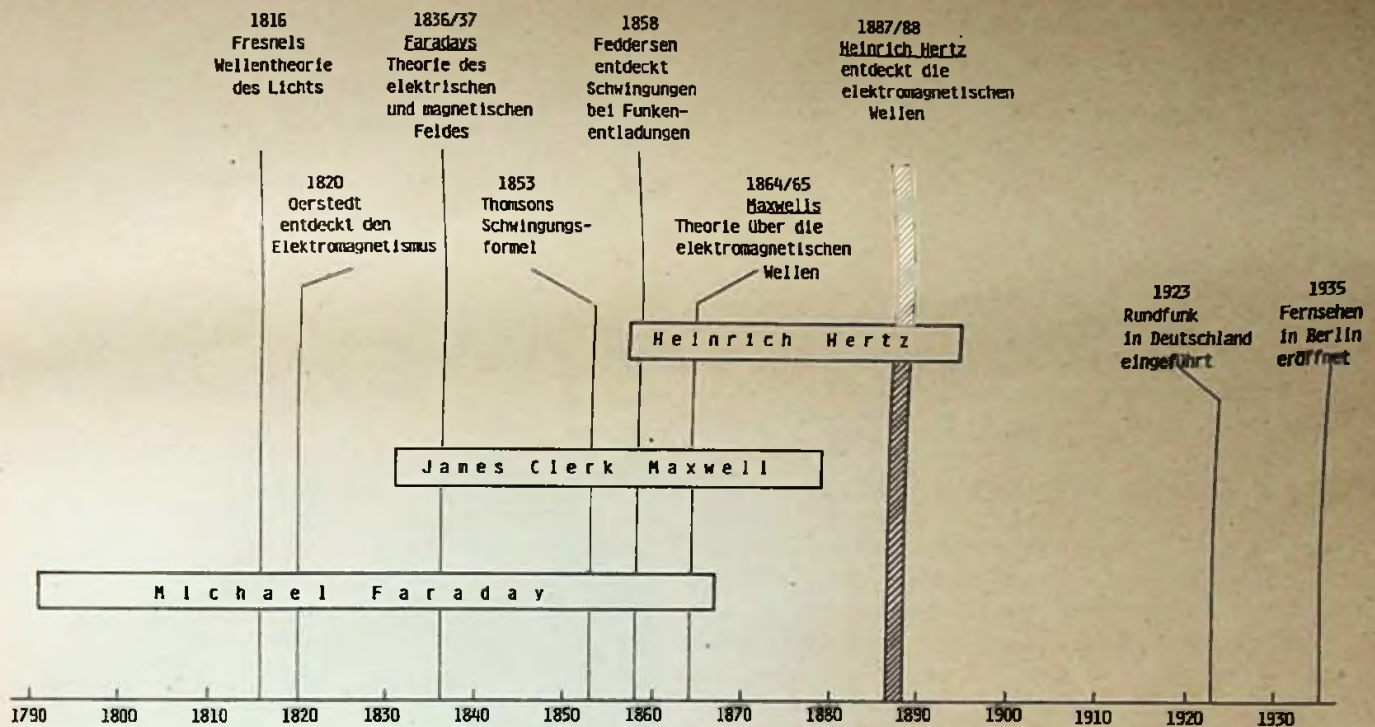 1816
Fresnels
Wellentheorie
des Lichts
1836/37
Faradays
Theorie des
elektrischen
und magnetischen
Feldes
1858
Feddersen
entdeckt
Schwingungen
bei Funken-
entladungen
1887/88
Heinrich Hertz
entdeckt die
elektromagnetischen
Wellen
1820
Oerstedt
entdeckt den
Elektromagnetismus
1853
Thomsons
Schwingungs-
formel
1864/65
Maxwells
Theorie über die
elektromagnetischen
Wellen
1923
Rundfunk
in Deutschland
eingeführt
1935
Fernsehen
in Berlin
eröffnet
Heinrich Hertz
James Clerk Maxwell
Michael Faraday
1790 1800 1810 1820 1830 1840 1850 1860 1870 1880 1890 1900 1910 1920 1930